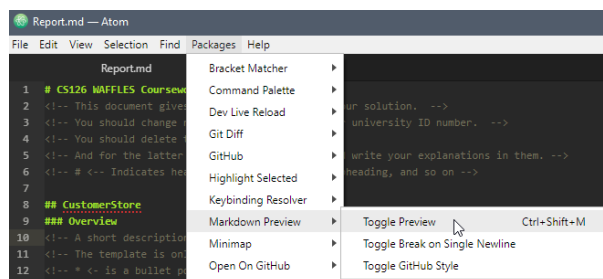 Report.md — Atom
File Edit View Selection Find Packages Help
Report.md
Bracket Matcher
Command Palette
Dev Live Reload
Git Diff
GitHub
Highlight Selected
Keybinding Resolver
Markdown Preview
Minimap
Open On GitHub
Toggle Preview Ctrl+Shift+M
Toggle Break on Single Newline
Toggle GitHub Style
1 # CS126 WAFFLES Coursew
2 <!-- This document gives ur solution. -->
3 <!-- You should change university ID number. -->
4 <!-- You should delete
5 <!-- And for the latter write your explanations in them. -->
6 <!-- # <-- Indicates hea heading, and so on -->
7
8 ## CustomerStore
9 ### Overview
10 <!-- A short description
11 <!-- The template is onl
12 <!-- * <- is a bullet po